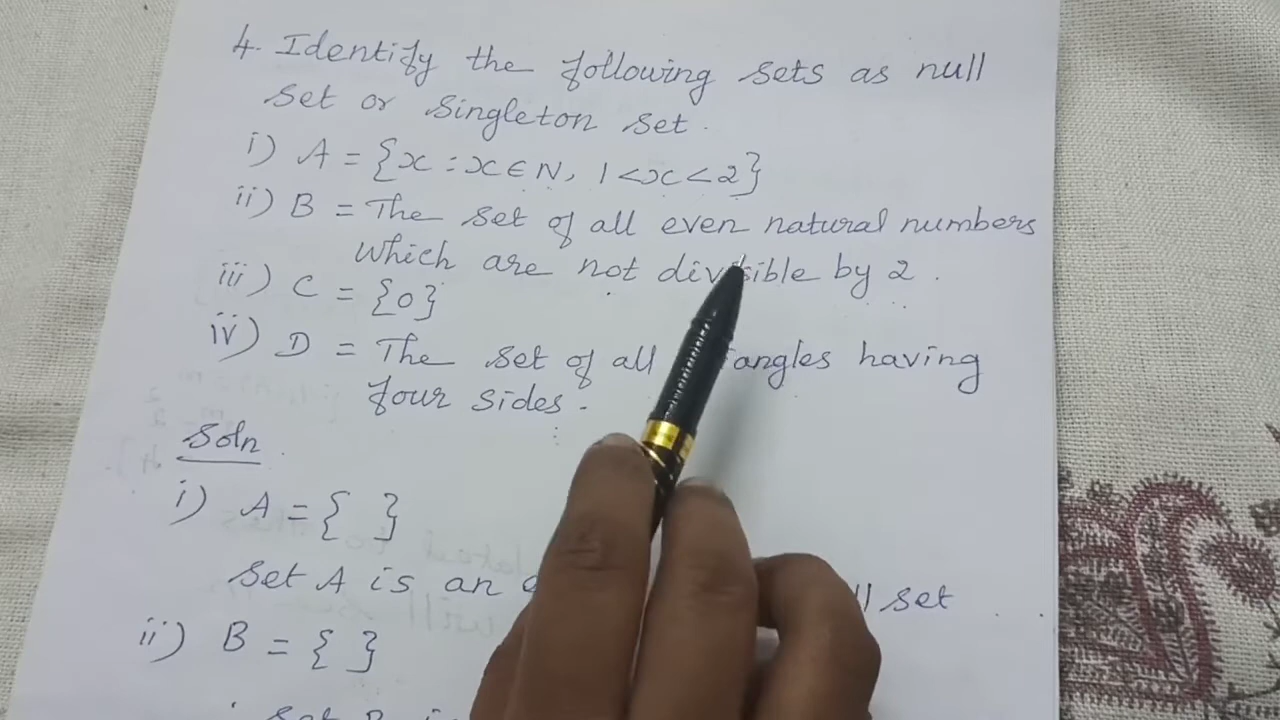 4. Identify the following sets as null
set or singleton set.
i) A = {x : x ∈ N, 1 < x < 2}
ii) B = The set of all even natural numbers
which are not divisible by 2.
iii) C = {0}
iv) D = The set of all having
four sides.
Soln
i) A = { }
Set A is an set
ii) B = { }